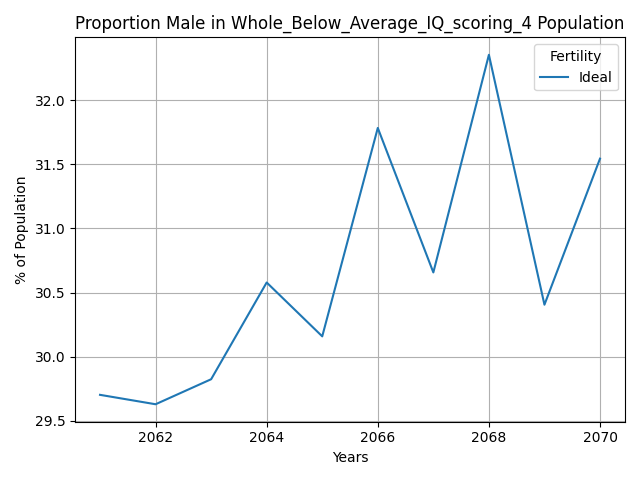 Proportion Male in Whole_Below_Average_IQ_scoring_4 Population
Fertility
Ideal
32.0
31.5
31.0
30.5
30.0
29.5
% of Population
2062 2064 2066 2068 2070
Years